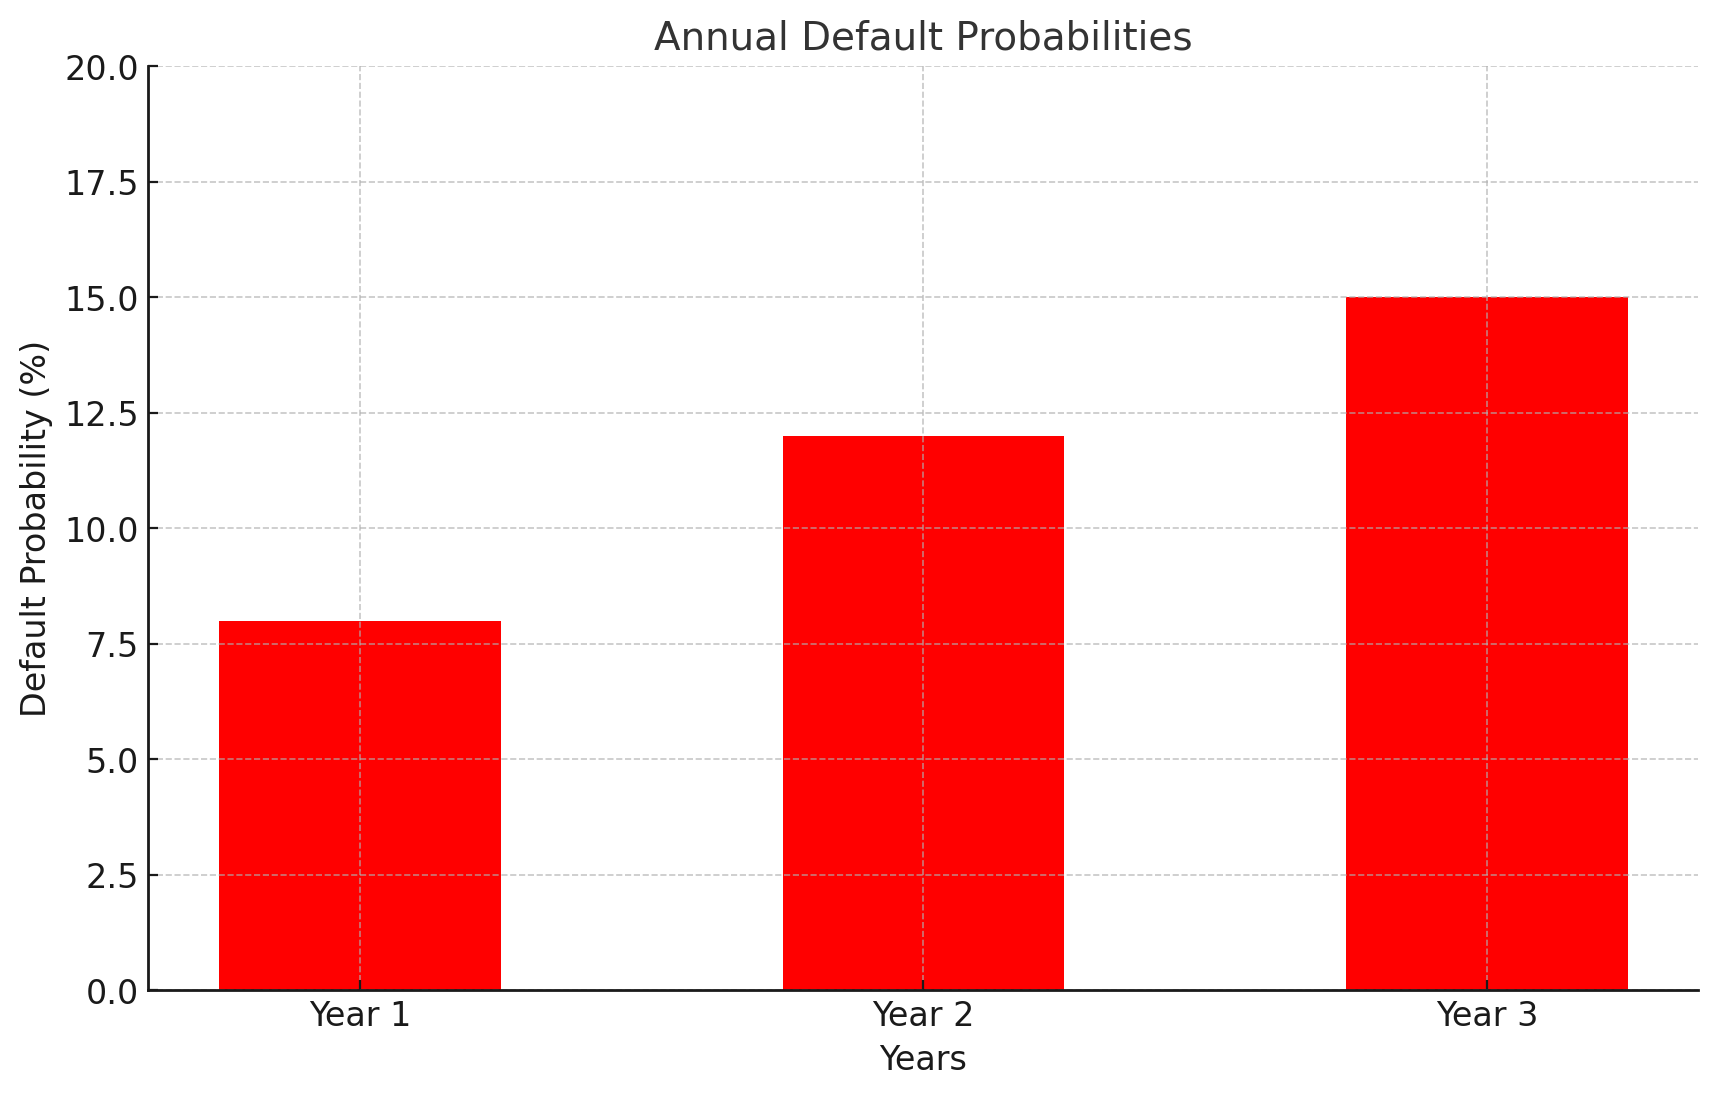 Annual Default Probabilities
Default Probability (%)
20.0
17.5
15.0
12.5
10.0
7.5
5.0
2.5
0.0
Year 1
Year 2
Year 3
Years